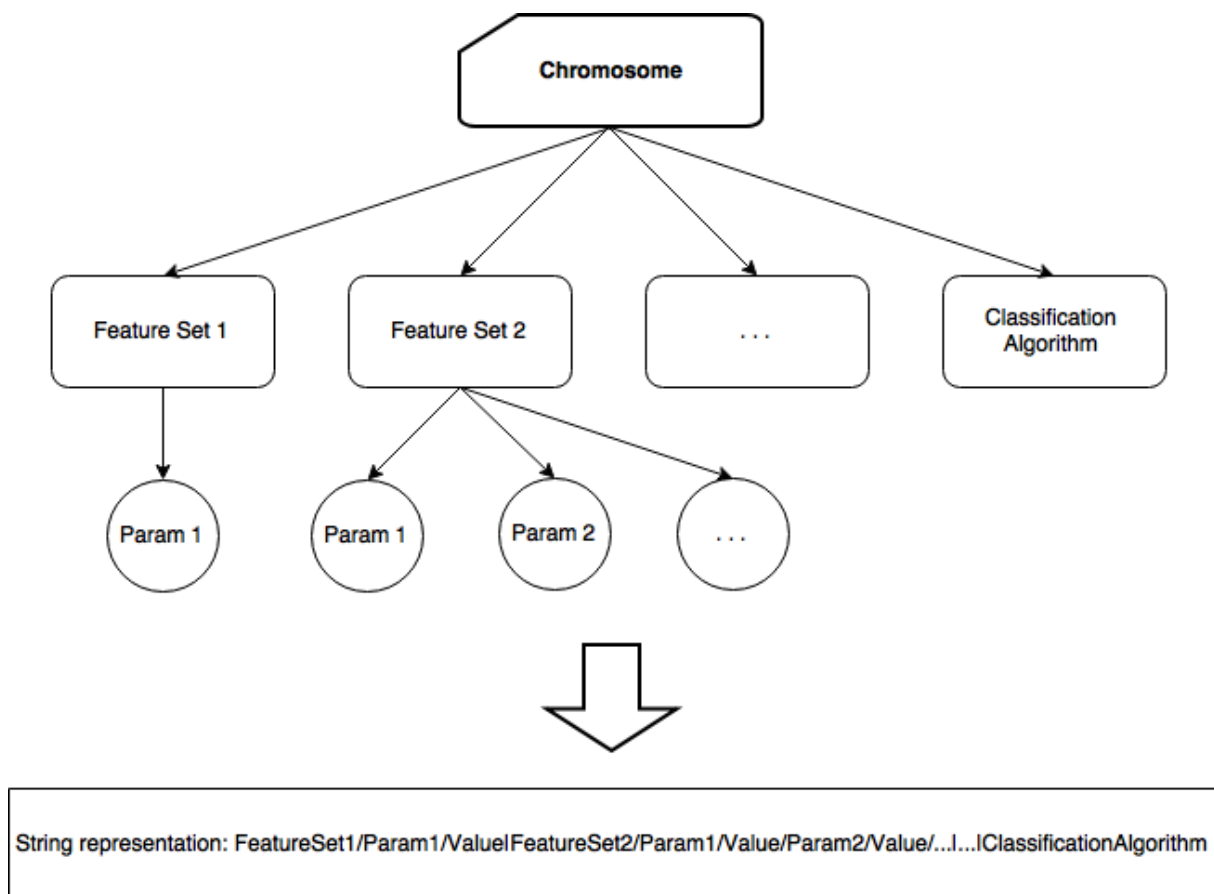 Chromosome
Feature Set 1
Feature Set 2
. . .
Classification
Algorithm
Param 1
Param 1
Param 2
. . .
String representation: FeatureSet1/Param1/Value|FeatureSet2/Param1/Value/Param2/Value/...|...|ClassificationAlgorithm